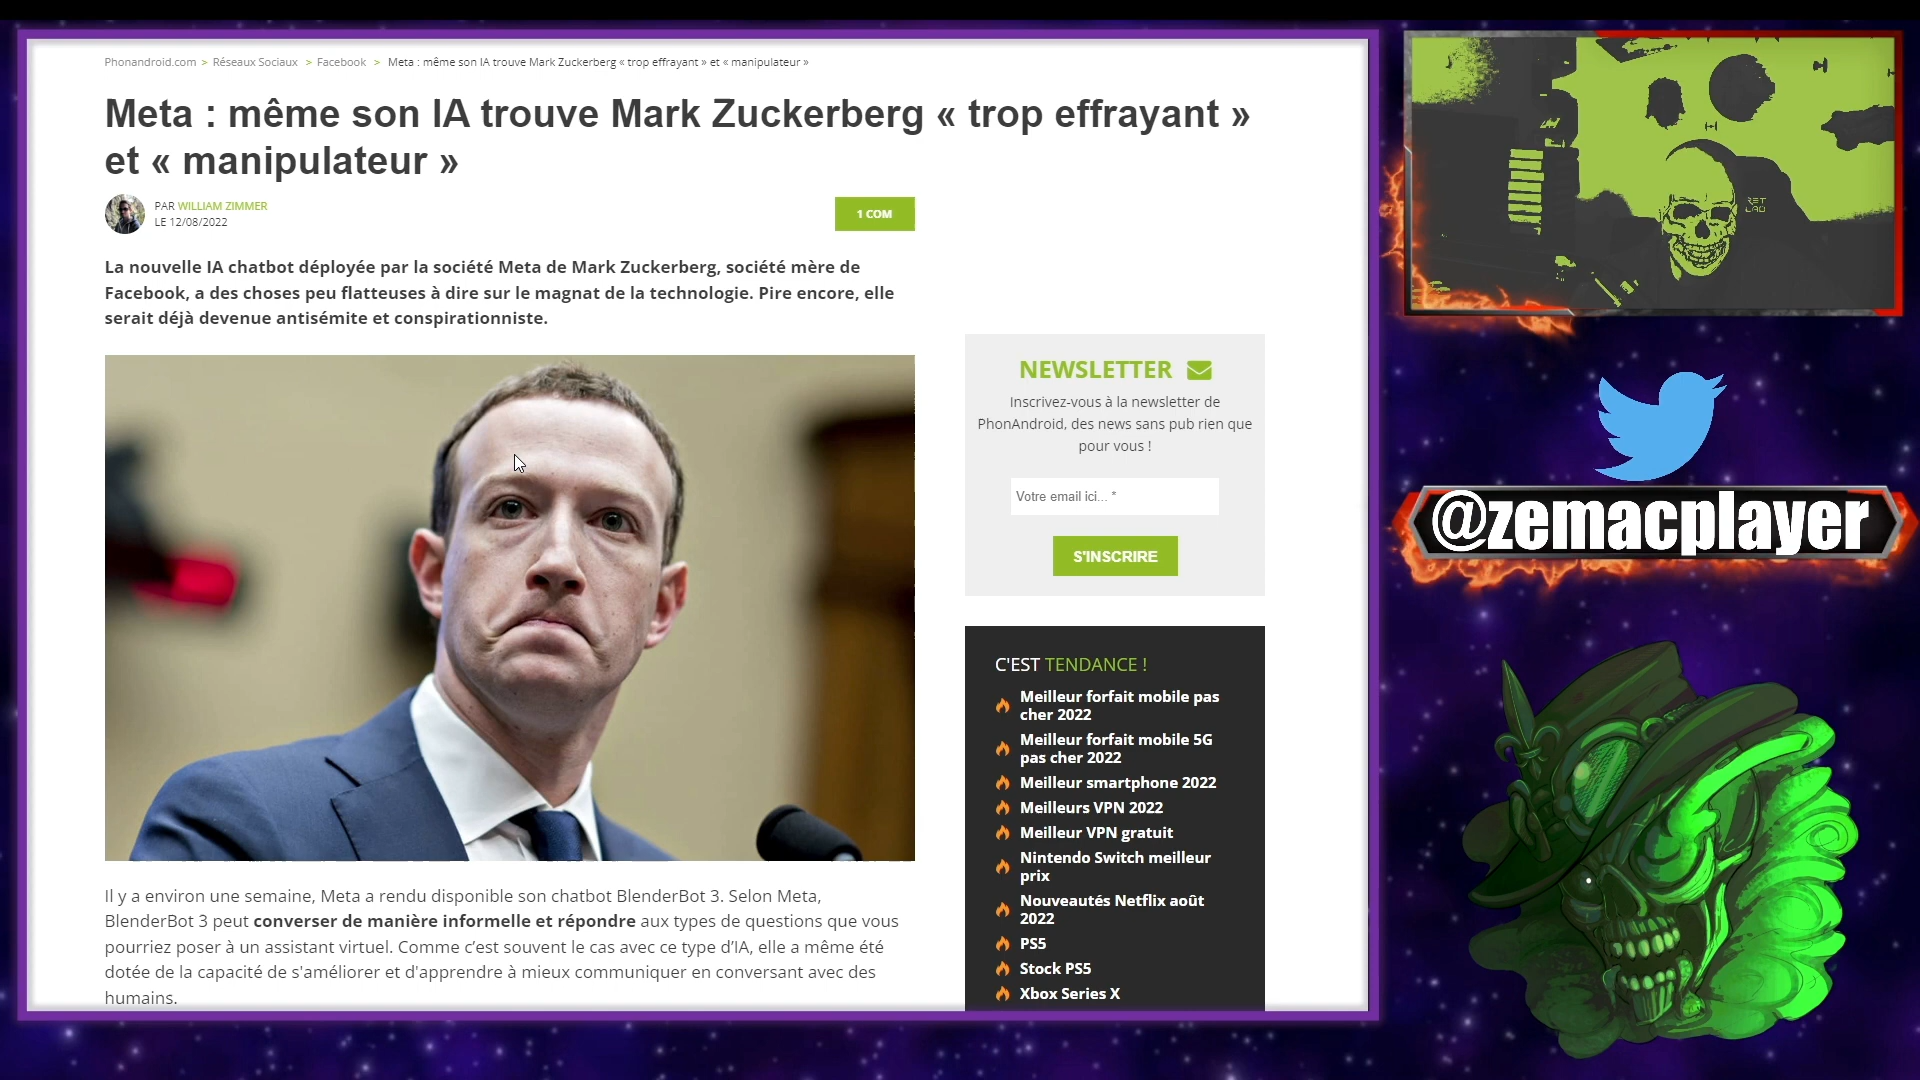 Phonandroid.com > Réseaux Sociaux > Facebook > Meta : même son IA trouve Mark Zuckerberg « trop effrayant » et « manipulateur »
Meta : même son IA trouve Mark Zuckerberg « trop effrayant »
et « manipulateur »
PAR WILLIAM ZIMMER
LE 12/08/2022
1 COM
La nouvelle IA chatbot déployée par la société Meta de Mark Zuckerberg, société mère de
Facebook, a des choses peu flatteuses à dire sur le magnat de la technologie. Pire encore, elle
serait déjà devenue antisémite et conspirationniste.
Il y a environ une semaine, Meta a rendu disponible son chatbot BlenderBot 3. Selon Meta,
BlenderBot 3 peut converser de manière informelle et répondre aux types de questions que vous
pourriez poser à un assistant virtuel. Comme c’est souvent le cas avec ce type d’IA, elle a même été
dotée de la capacité de s'améliorer et d'apprendre à mieux communiquer en conversant avec des
humains.
NEWSLETTER
Inscrivez-vous à la newsletter de
PhonAndroid, des news sans pub rien que
pour vous !
Votre email ici... *
S'INSCRIRE
C'EST TENDANCE !
Meilleur forfait mobile pas
cher 2022
Meilleur forfait mobile 5G
pas cher 2022
Meilleur smartphone 2022
Meilleurs VPN 2022
Meilleur VPN gratuit
Nintendo Switch meilleur
prix
Nouveautés Netflix août
2022
PS5
Stock PS5
Xbox Series X
@zemacplayer